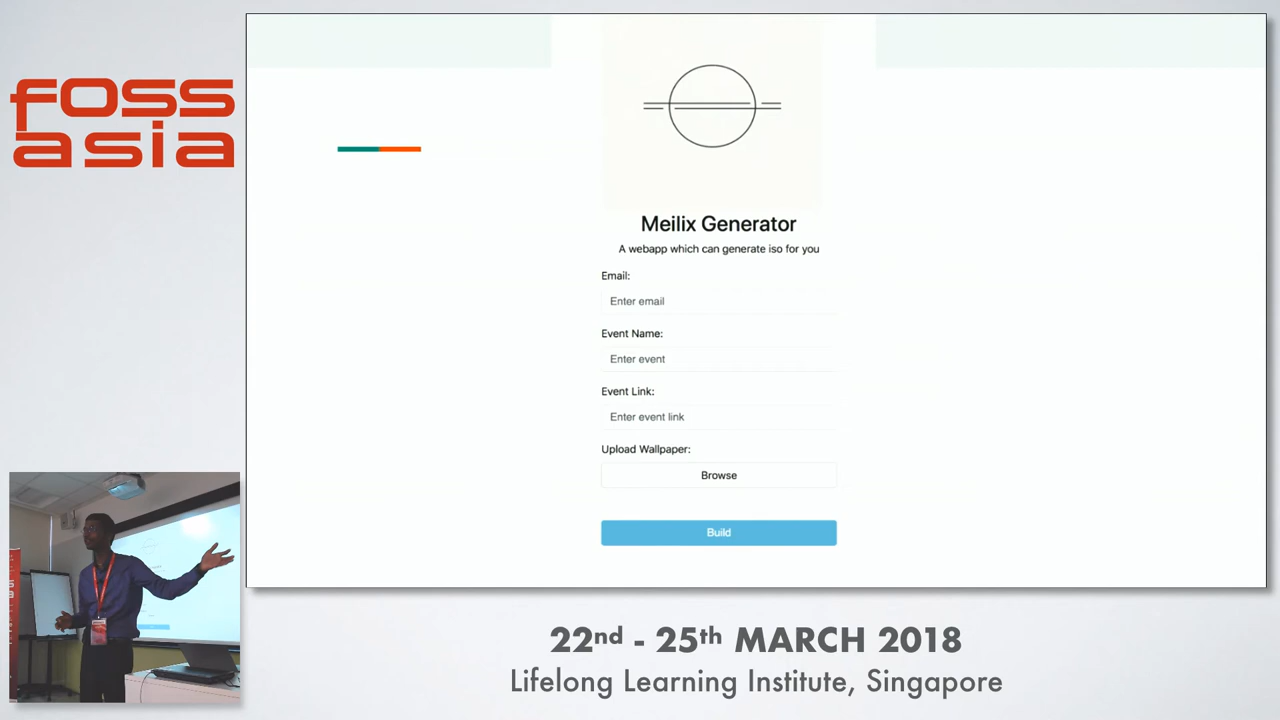 foss
asia
Meilix Generator
A webapp which can generate iso for you
Email:
Enter email
Event Name:
Enter event
Event Link:
Enter event link
Upload Wallpaper:
Browse
Build
22nd - 25th MARCH 2018
Lifelong Learning Institute, Singapore